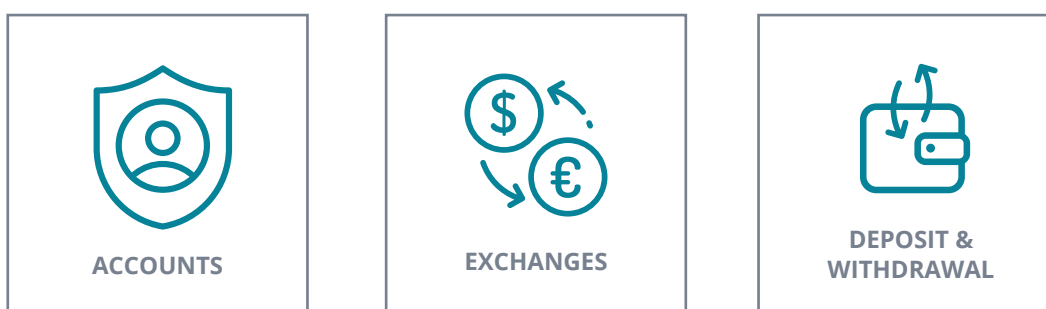 $
€
ACCOUNTS
EXCHANGES
DEPOSIT &
WITHDRAWAL